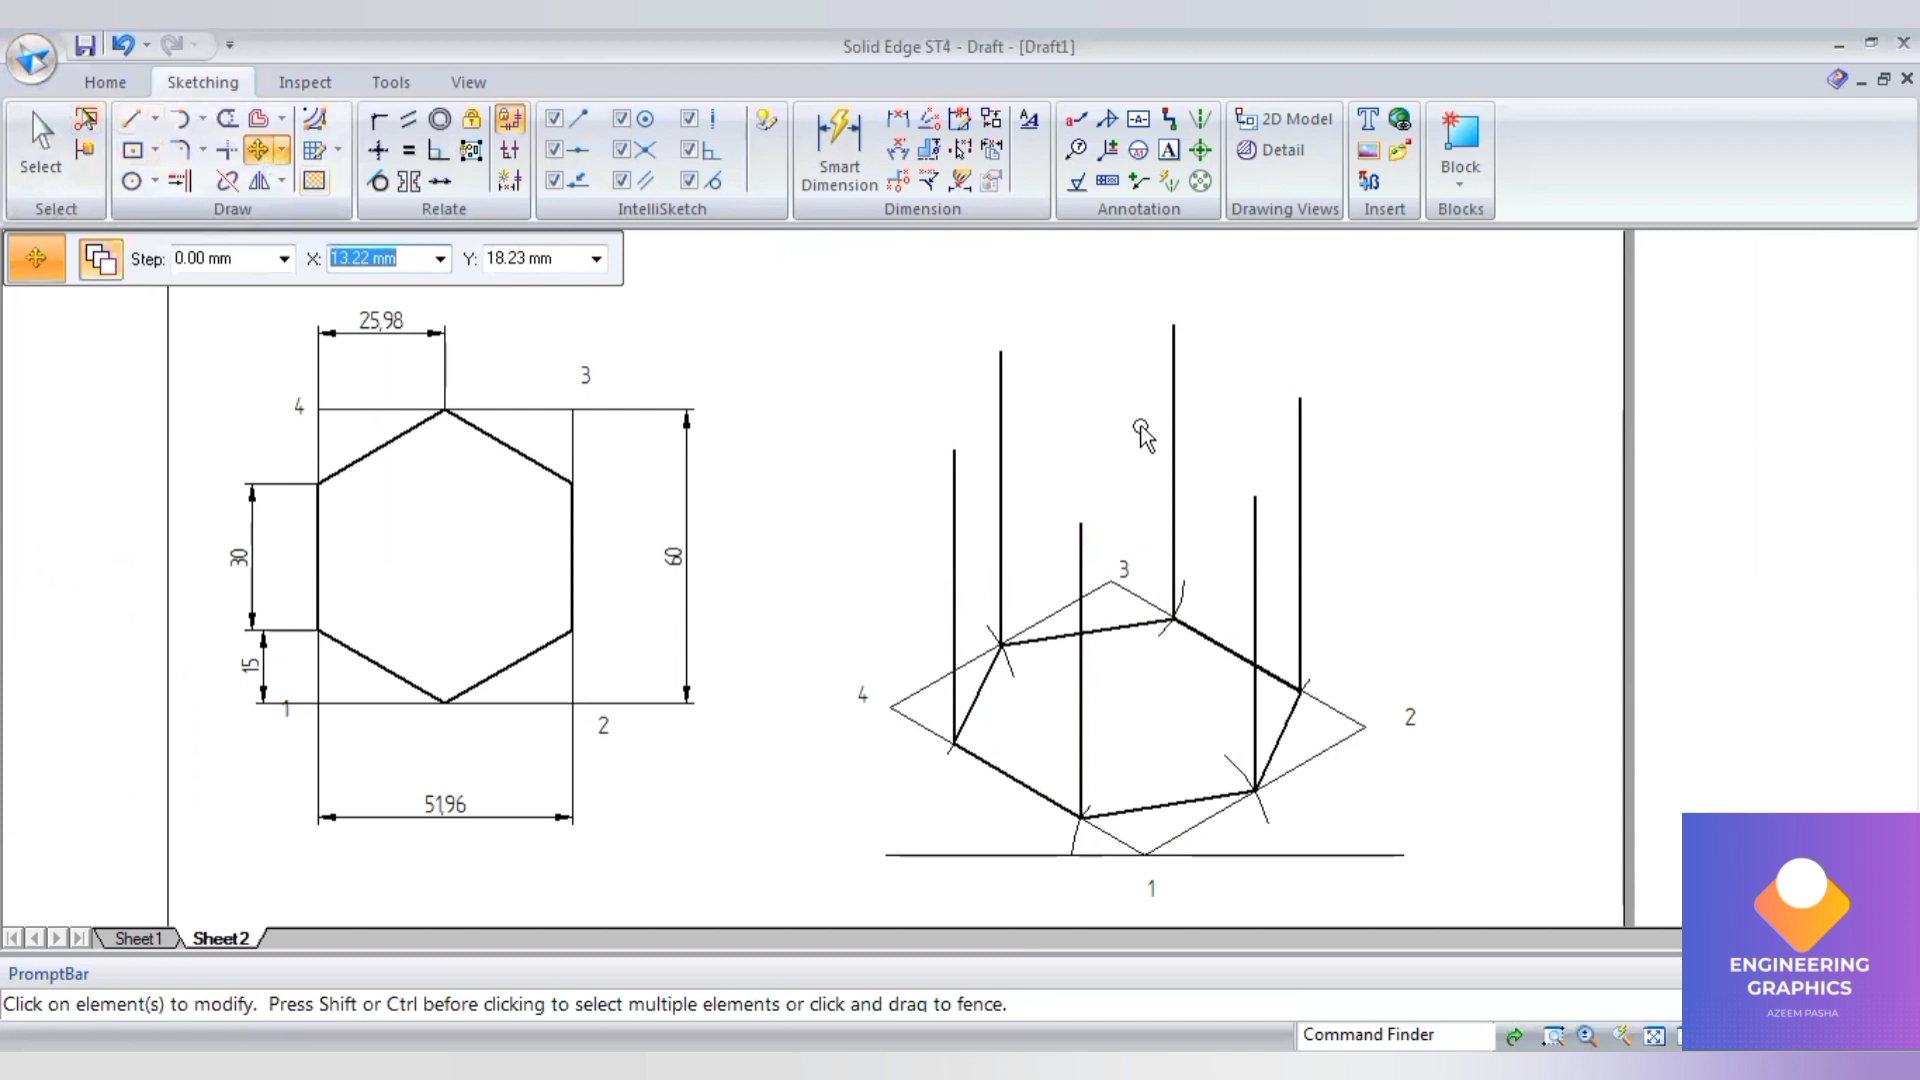 Solid Edge ST4 - Draft - [Draft1]
Home Sketching Inspect Tools View
Select
Smart
Dimension
2D Model
Detail
Block
Select Draw Relate IntelliSketch Dimension Annotation Drawing Views Insert Blocks
Step: 0.00 mm X: 13.22 mm Y: 18.23 mm
25,98
3
4
30
60
15
1
2
51,96
3
4
2
1
Sheet1 Sheet2
PromptBar
Click on element(s) to modify. Press Shift or Ctrl before clicking to select multiple elements or click and drag to fence.
Command Finder
ENGINEERING
GRAPHICS
AZEEM PASHA